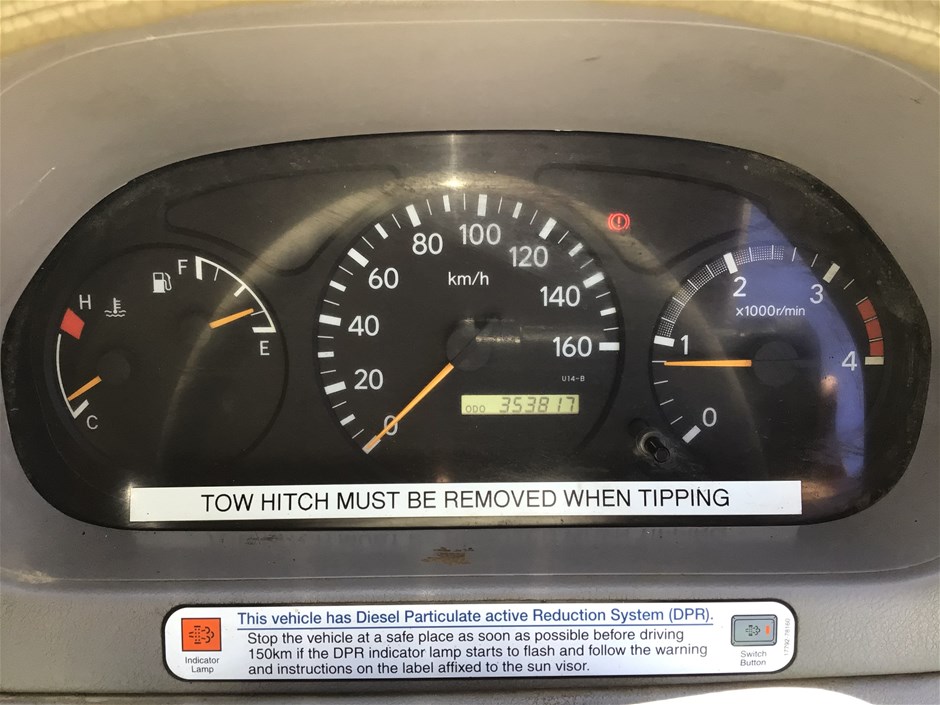 H
C
F
E
0
20
40
60
80
100
120
140
160
km/h
U14-B
ODO 353817
0
1
2
3
4
x1000r/min
TOW HITCH MUST BE REMOVED WHEN TIPPING
This vehicle has Diesel Particulate active Reduction System (DPR).
Stop the vehicle at a safe place as soon as possible before driving
150km if the DPR indicator lamp starts to flash and follow the warning
and instructions on the label affixed to the sun visor.
Indicator
Lamp
Switch
Button